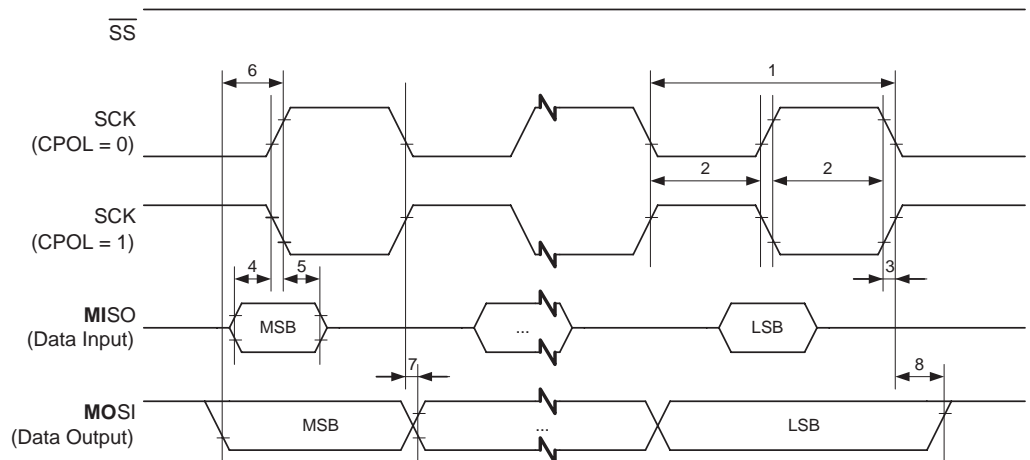 SS
6
1
SCK
(CPOL = 0)
2
2
SCK
(CPOL = 1)
4
5
3
MISO
(Data Input)
MSB
...
LSB
7
8
MOSI
(Data Output)
MSB
...
LSB